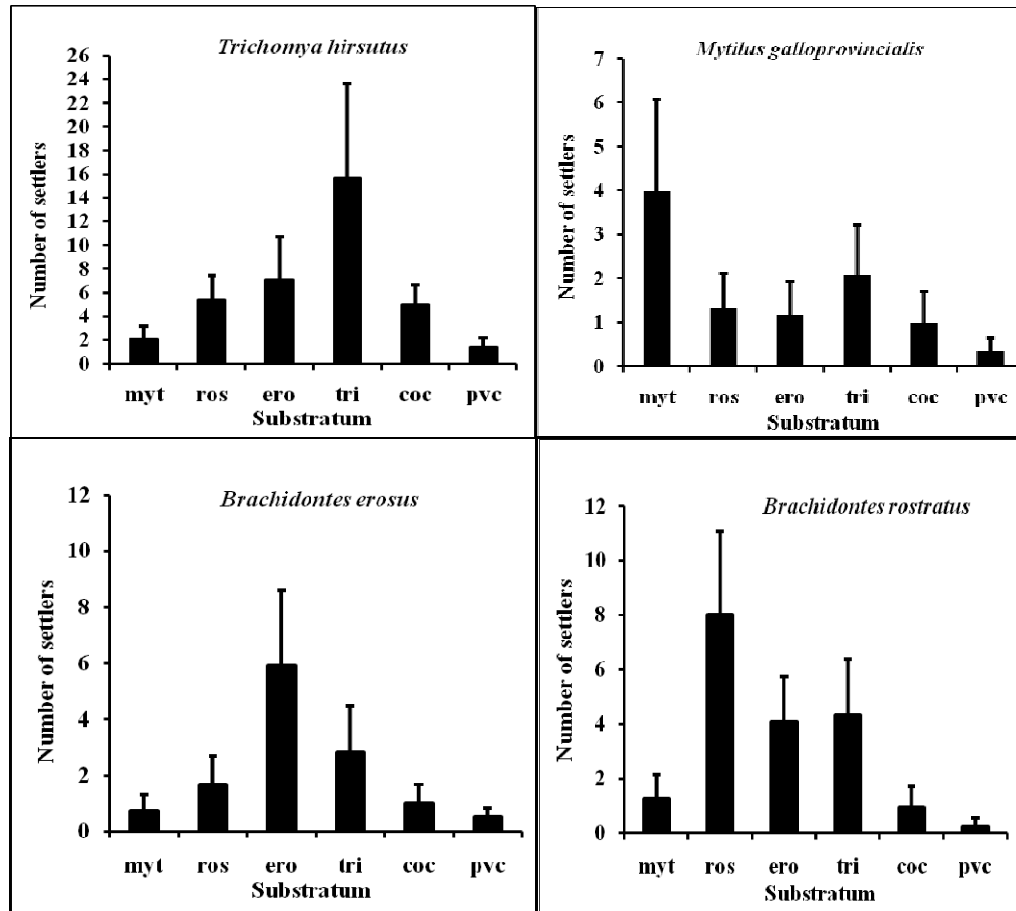 Trichomya hirsutus
Number of settlers
26
24
22
20
18
16
14
12
10
8
6
4
2
0
myt ros ero tri coc pvc
Substratum
Mytilus galloprovincialis
Number of settlers
7
6
5
4
3
2
1
0
myt ros ero tri coc pvc
Substratum
Brachidontes erosus
Number of settlers
12
10
8
6
4
2
0
myt ros ero tri coc pvc
Substratum
Brachidontes rostratus
Number of settlers
12
10
8
6
4
2
0
myt ros ero tri coc pvc
Substratum